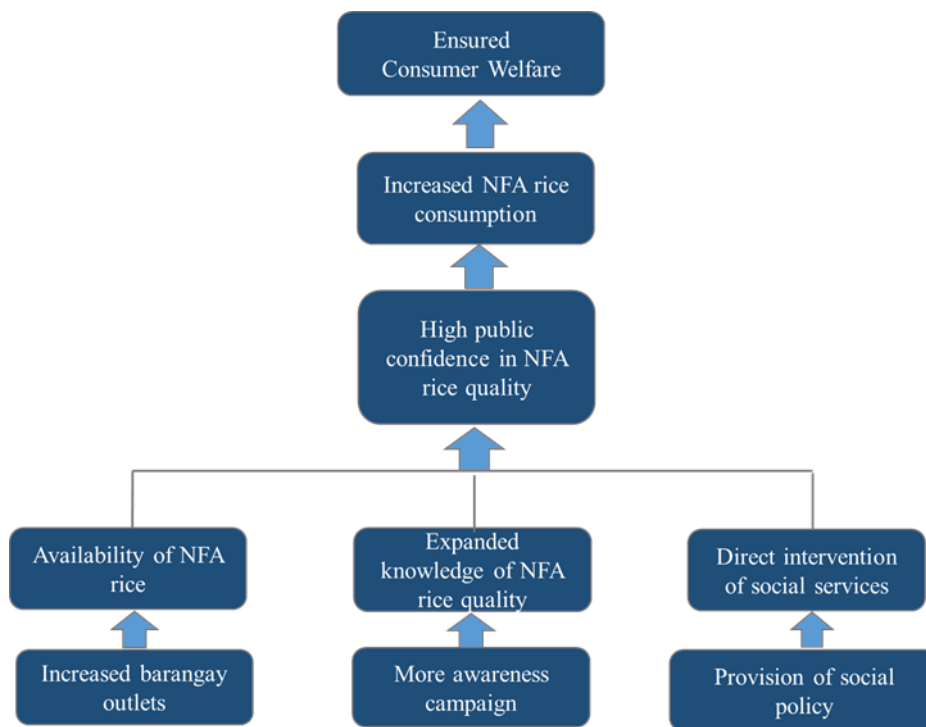 Ensured
Consumer Welfare
Increased NFA rice
consumption
High public
confidence in NFA
rice quality
Availability of NFA
rice
Expanded
knowledge of NFA
rice quality
Direct intervention
of social services
Increased barangay
outlets
More awareness
campaign
Provision of social
policy